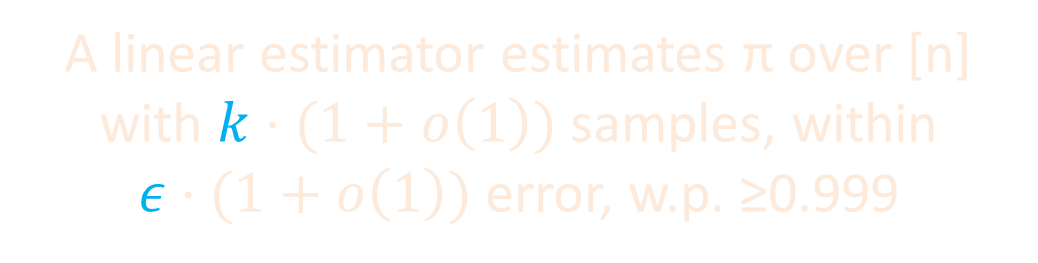 A linear estimator estimates π over [n]
with k · (1 + o(1)) samples, within
ϵ · (1 + o(1)) error, w.p. ≥0.999